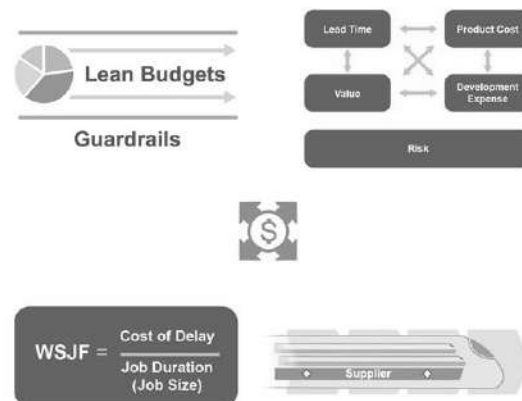 Lean Budgets
Guardrails
Lead Time
Product Cost
Value
Development
Expense
Risk
$
WSJF =
Cost of Delay
Job Duration
(Job Size)
Supplier